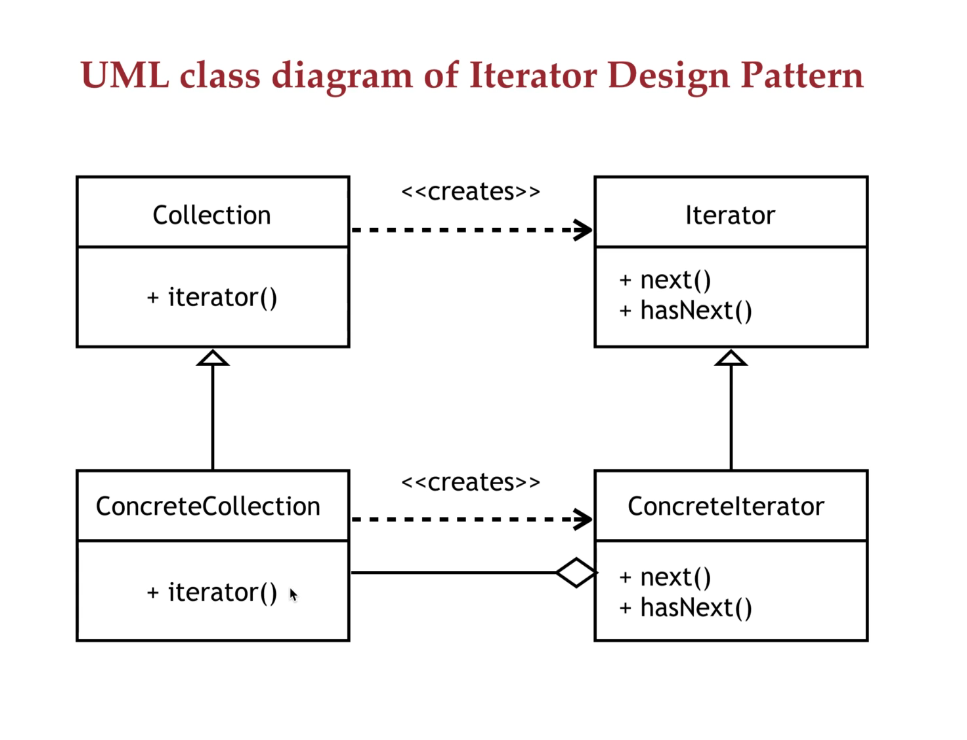 UML class diagram of Iterator Design Pattern
<<creates>>
Collection
+ iterator()
Iterator
+ next()
+ hasNext()
<<creates>>
ConcreteCollection
+ iterator()
ConcreteIterator
+ next()
+ hasNext()